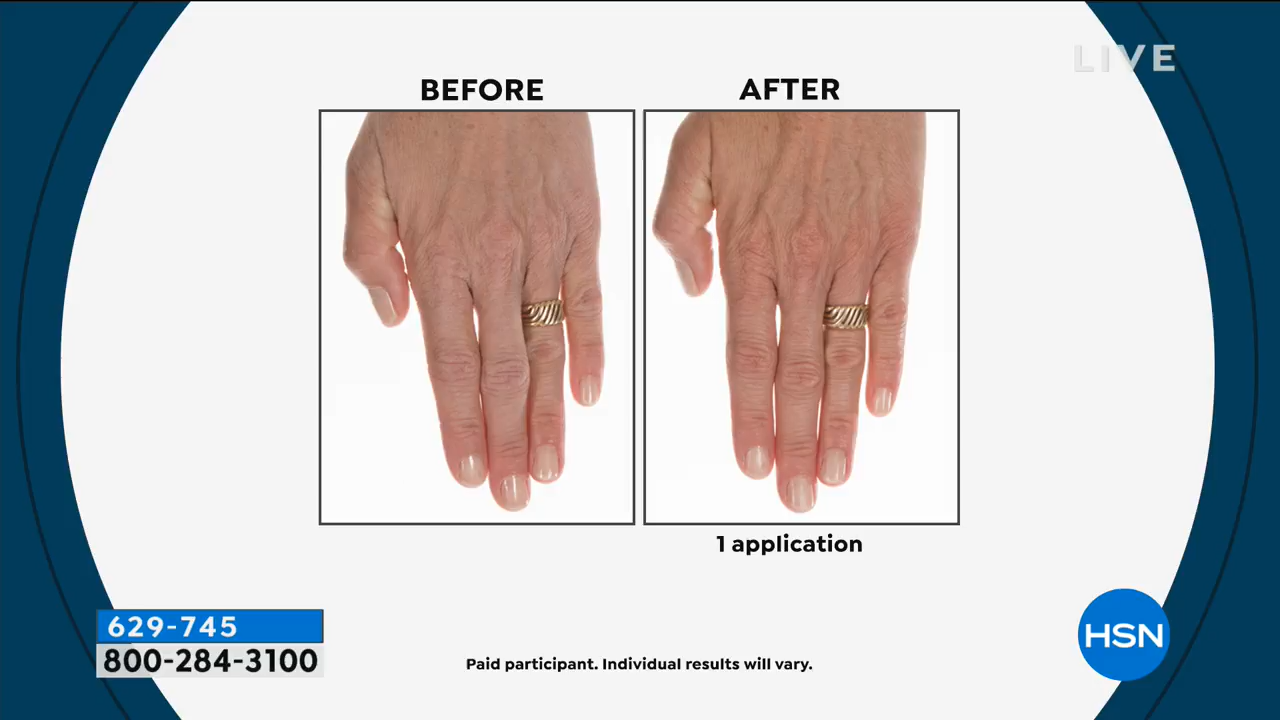 LIVE
BEFORE
AFTER
1 application
629-745
800-284-3100
Paid participant. Individual results will vary.
HSN